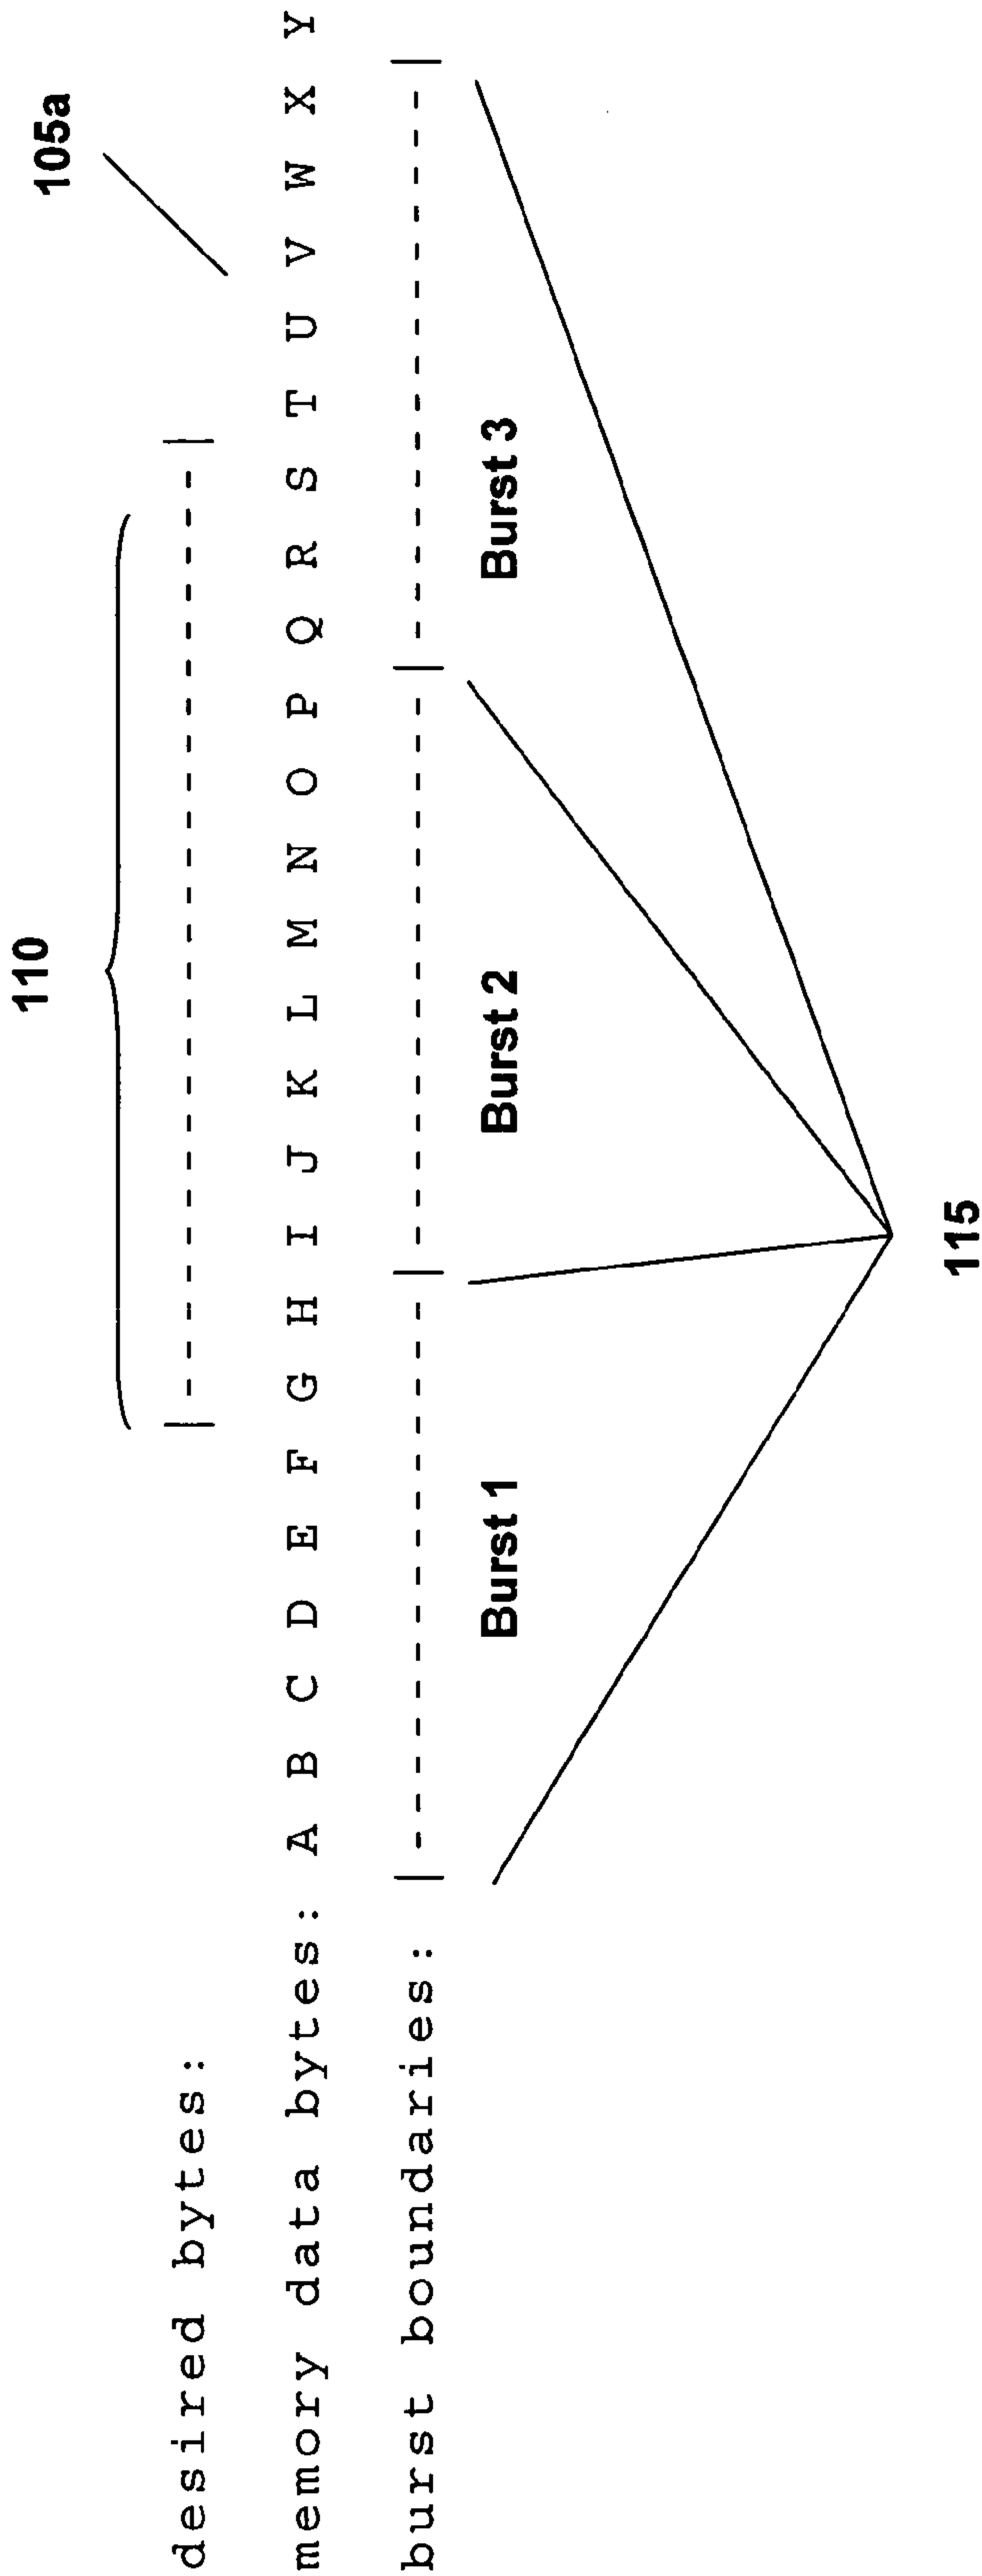 110
105a
desired bytes: |-------------------------|
memory data bytes: A B C D E F G H I J K L M N O P Q R S T U V W X Y
burst boundaries: |---------------|---------------|---------------|
Burst 1 Burst 2 Burst 3
115